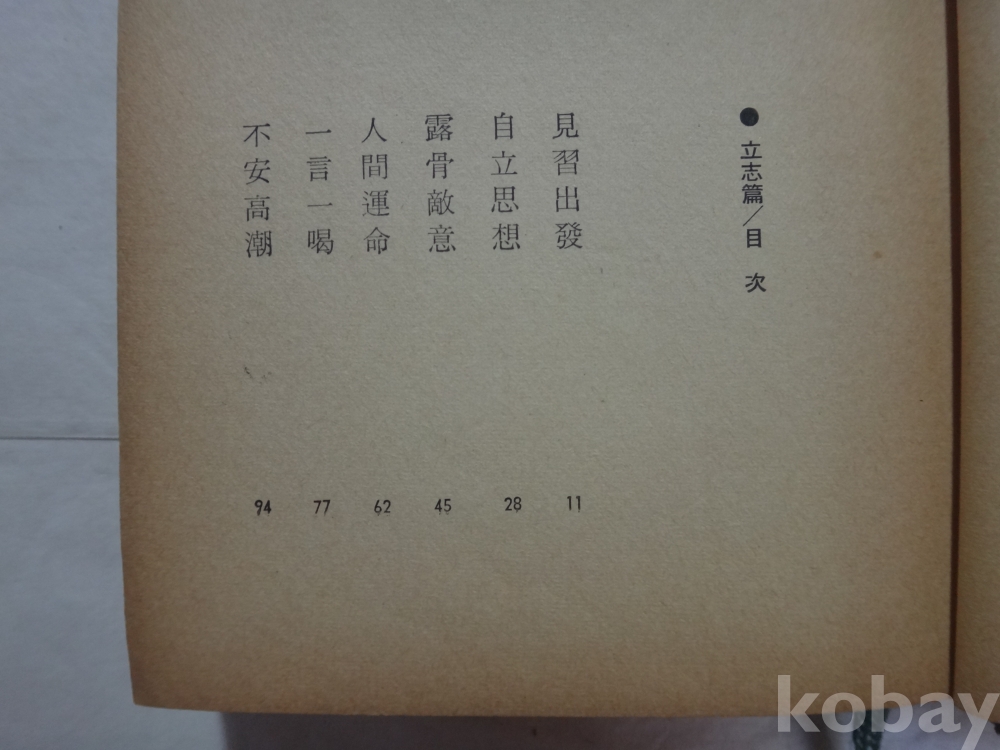 ●立志篇/目次
見習出發 11
自立思想 28
露骨敵意 45
人間運命 62
一言一喝 77
不安高潮 94
kobay